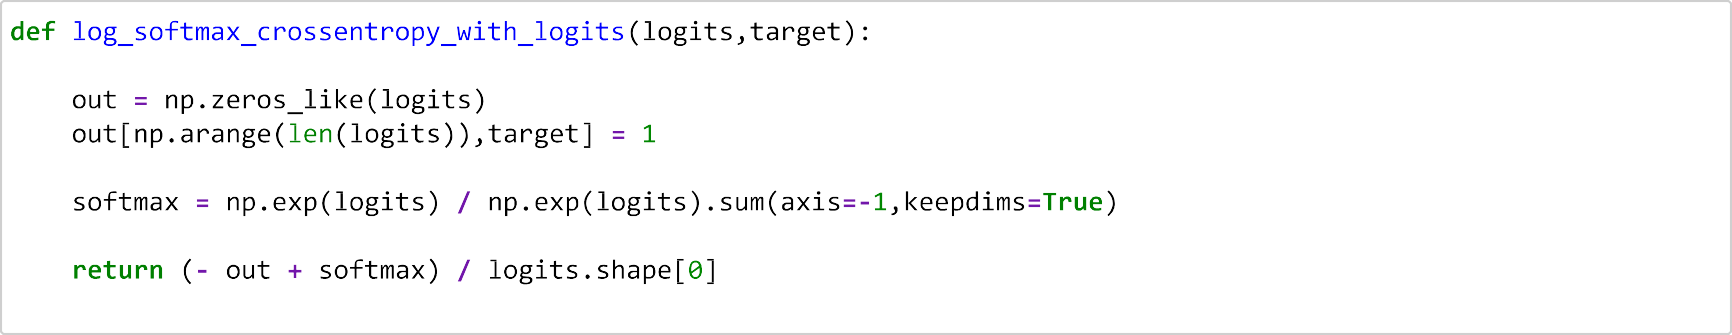 def log_softmax_crossentropy_with_logits(logits,target):
    out = np.zeros_like(logits)
    out[np.arange(len(logits)),target] = 1
    softmax = np.exp(logits) / np.exp(logits).sum(axis=-1,keepdims=True)
    return (- out + softmax) / logits.shape[0]